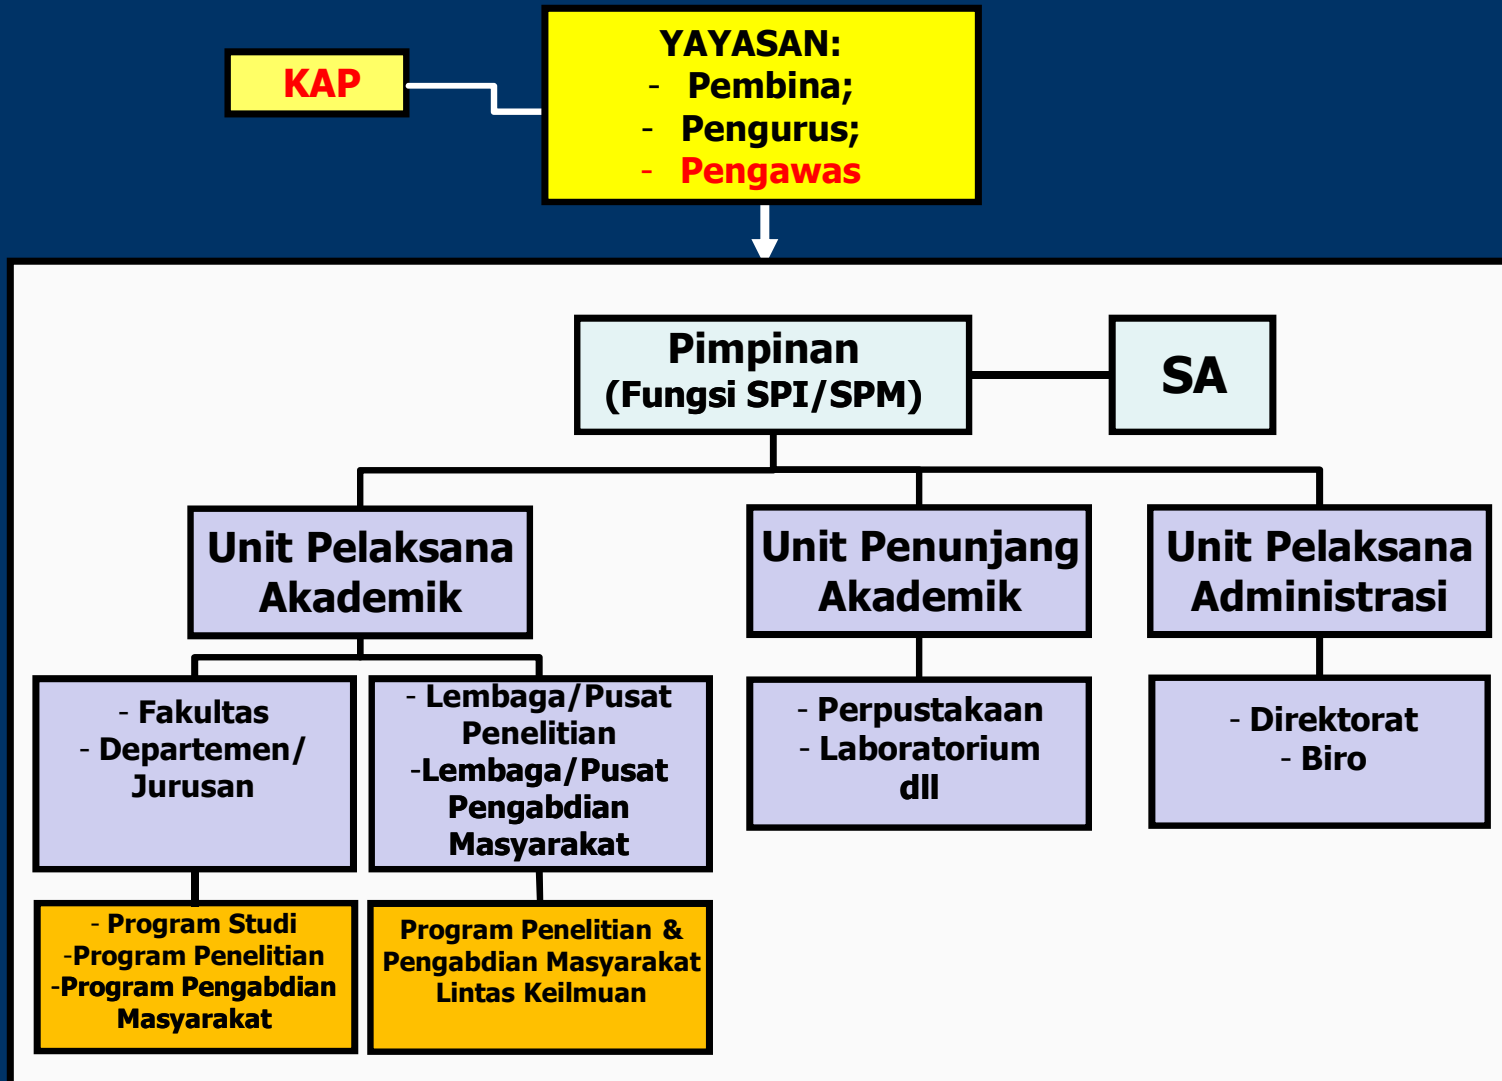 KAP
YAYASAN:
- Pembina;
- Pengurus;
- Pengawas
Pimpinan
(Fungsi SPI/SPM)
SA
Unit Pelaksana
Akademik
Unit Penunjang
Akademik
Unit Pelaksana
Administrasi
- Fakultas
- Departemen/
Jurusan
- Lembaga/Pusat
Penelitian
-Lembaga/Pusat
Pengabdian
Masyarakat
- Perpustakaan
- Laboratorium
dll
- Direktorat
- Biro
- Program Studi
-Program Penelitian
-Program Pengabdian
Masyarakat
Program Penelitian &
Pengabdian Masyarakat
Lintas Keilmuan